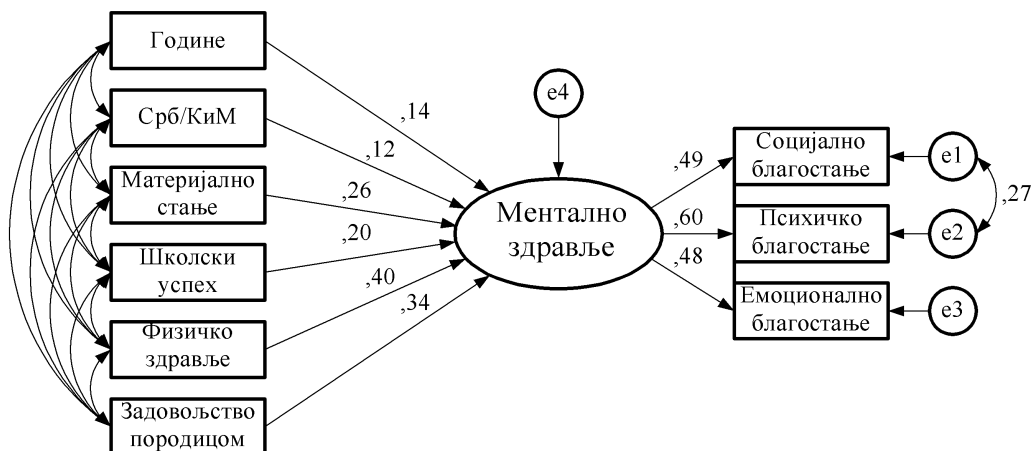 Године
Срб/КиМ
Материјално
стање
Школски
успех
Физичко
здравље
Задовољство
породицом
,14
,12
,26
,20
,40
,34
e4
Ментално
здравље
,49
,60
,48
Социјално
благостање
Психичко
благостање
Емоционално
благостање
e1
e2
e3
,27